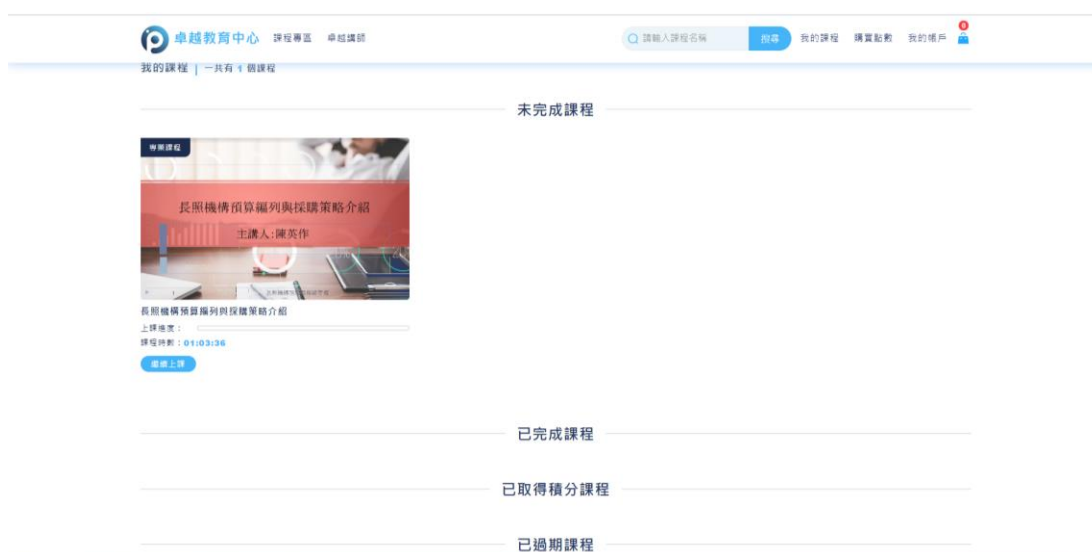 卓越教育中心 課程專區 卓越講師 請輸入課程名稱 搜尋 我的課程 購買點數 我的帳戶 0
我的課程 | 一共有 1 個課程
未完成課程
專業課程
長照機構預算編列與採購策略介紹
主講人:陳英作
長照機構預算編列與採購策略介紹
上課進度：
課程時數：01:03:36
繼續上課
已完成課程
已取得積分課程
已過期課程